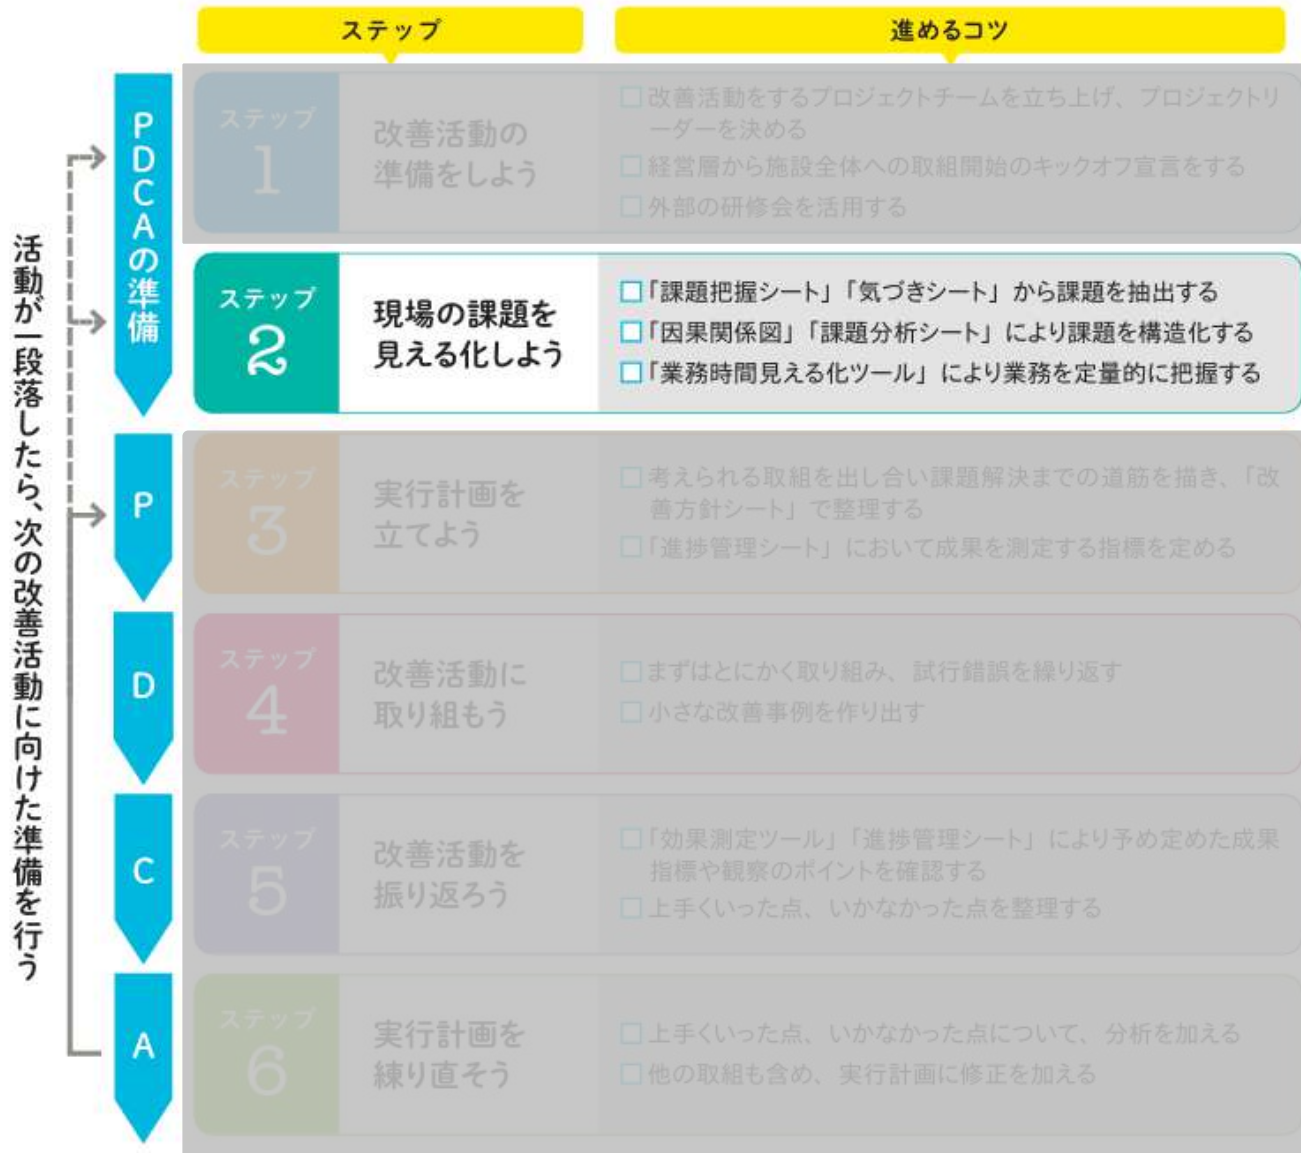 ステップ
進めるコツ
活動が一段落したら、次の改善活動に向けた準備を行う
PDCAの準備
ステップ
1
改善活動の
準備をしよう
□改善活動をするプロジェクトチームを立ち上げ、プロジェクトリ
ーダーを決める
□経営層から施設全体への取組開始のキックオフ宣言をする
□外部の研修会を活用する
ステップ
2
現場の課題を
見える化しよう
□「課題把握シート」「気づきシート」から課題を抽出する
□「因果関係図」「課題分析シート」により課題を構造化する
□「業務時間見える化ツール」により業務を定量的に把握する
P
ステップ
3
実行計画を
立てよう
□考えられる取組を出し合い課題解決までの道筋を描き、「改
善方針シート」で整理する
□「進捗管理シート」において成果を測定する指標を定める
D
ステップ
4
改善活動に
取り組もう
□まずはとにかく取り組み、試行錯誤を繰り返す
□小さな改善事例を作り出す
C
ステップ
5
改善活動を
振り返ろう
□「効果測定ツール」「進捗管理シート」により予め定めた成果
指標や観察のポイントを確認する
□上手くいった点、いかなかった点を整理する
A
ステップ
6
実行計画を
練り直そう
□上手くいった点、いかなかった点について、分析を加える
□他の取組も含め、実行計画に修正を加える